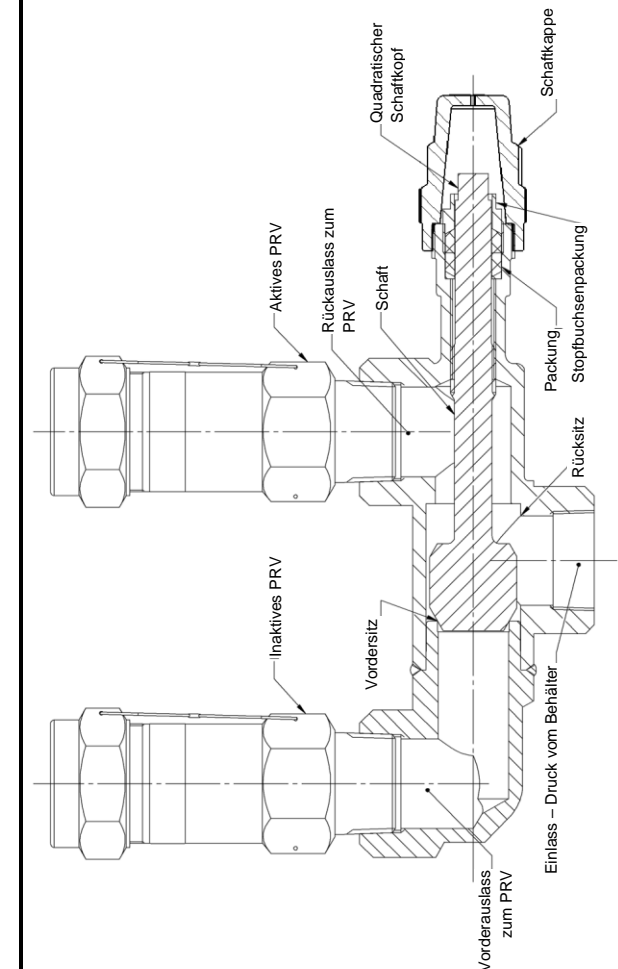 Quadratischer
Schaftkopf
Schaftkappe
Aktives PRV
Rückauslass zum
PRV
Schaft
Packung
Stopfbuchsenpackung
Rücksitz
Inaktives PRV
Vordersitz
Einlass – Druck vom Behälter
Vorderauslass
zum PRV